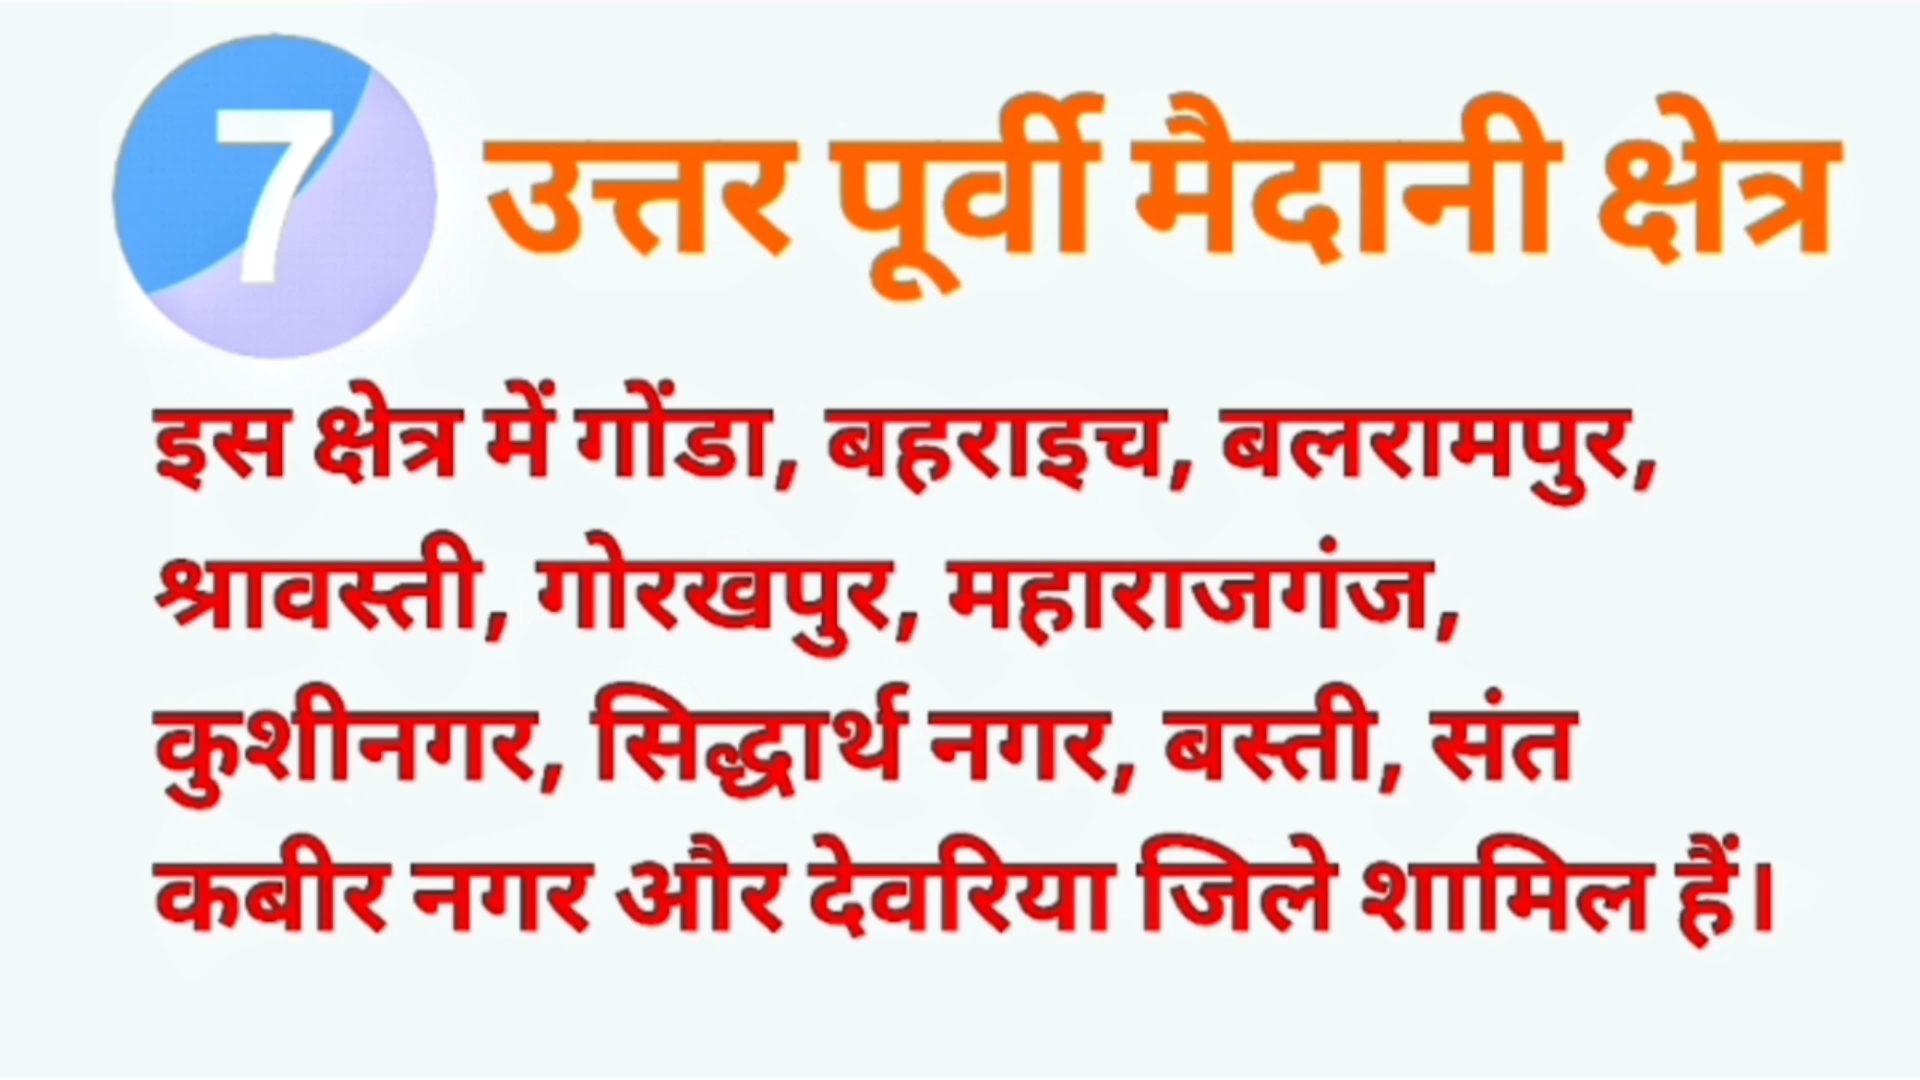 7 उत्तर पूर्वी मैदानी क्षेत्र
इस क्षेत्र में गोंडा, बहराइच, बलरामपुर,
श्रावस्ती, गोरखपुर, महाराजगंज,
कुशीनगर, सिद्धार्थ नगर, बस्ती, संत
कबीर नगर और देवरिया जिले शामिल हैं।